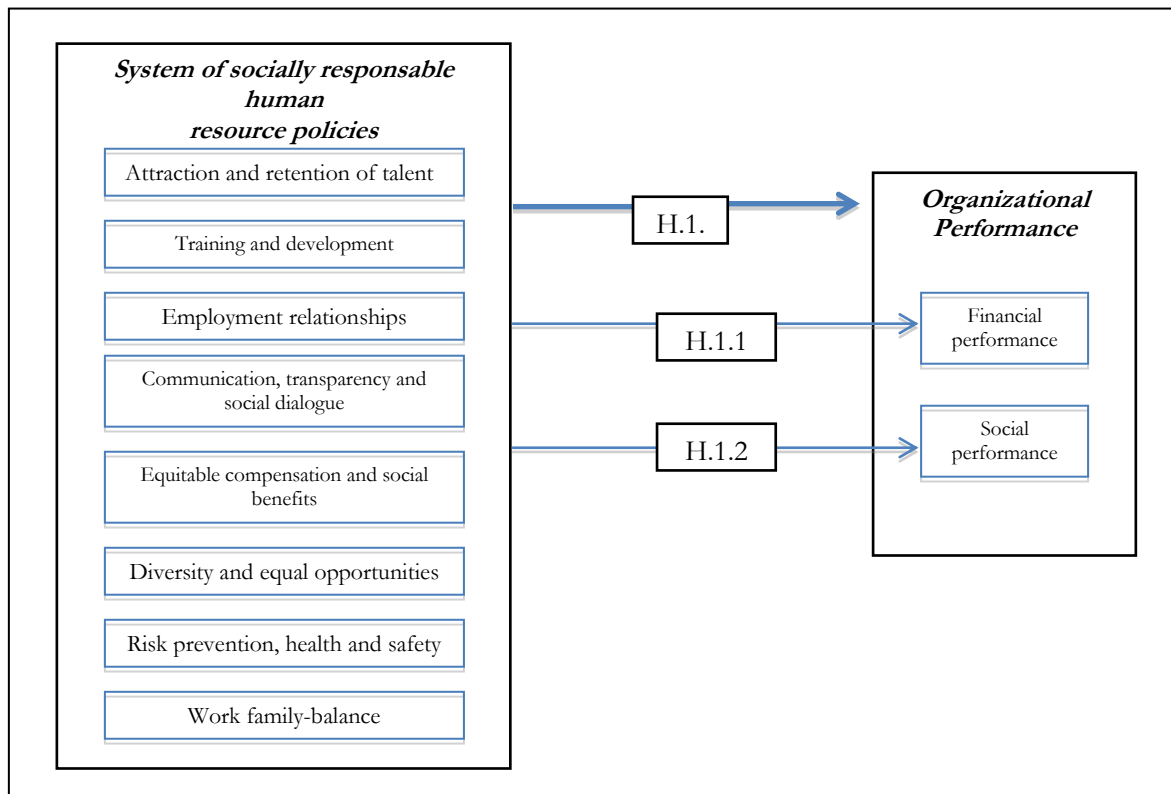 System of socially responsable
human
resource policies
Attraction and retention of talent
Training and development
Employment relationships
Communication, transparency and
social dialogue
Equitable compensation and social
benefits
Diversity and equal opportunities
Risk prevention, health and safety
Work family-balance
H.1.
H.1.1
H.1.2
Organizational
Performance
Financial
performance
Social
performance